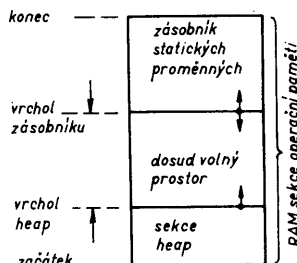 konec
zásobník
statických
proměnných
vrchol
zásobníku
dosud volný
prostor
vrchol
heap
sekce
heap
začátek
RAM sekce operační paměti